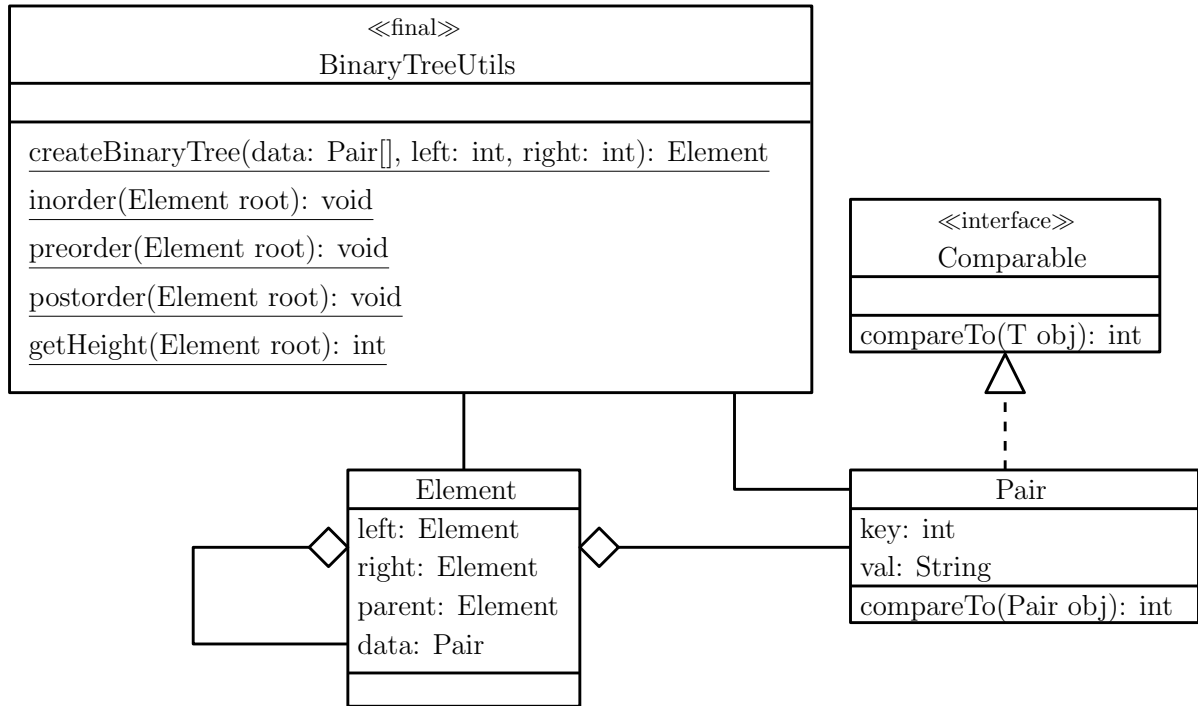 ≪final≫
BinaryTreeUtils
createBinaryTree(data: Pair[], left: int, right: int): Element
inorder(Element root): void
preorder(Element root): void
postorder(Element root): void
getHeight(Element root): int
≪interface≫
Comparable
compareTo(T obj): int
Element
left: Element
right: Element
parent: Element
data: Pair
Pair
key: int
val: String
compareTo(Pair obj): int